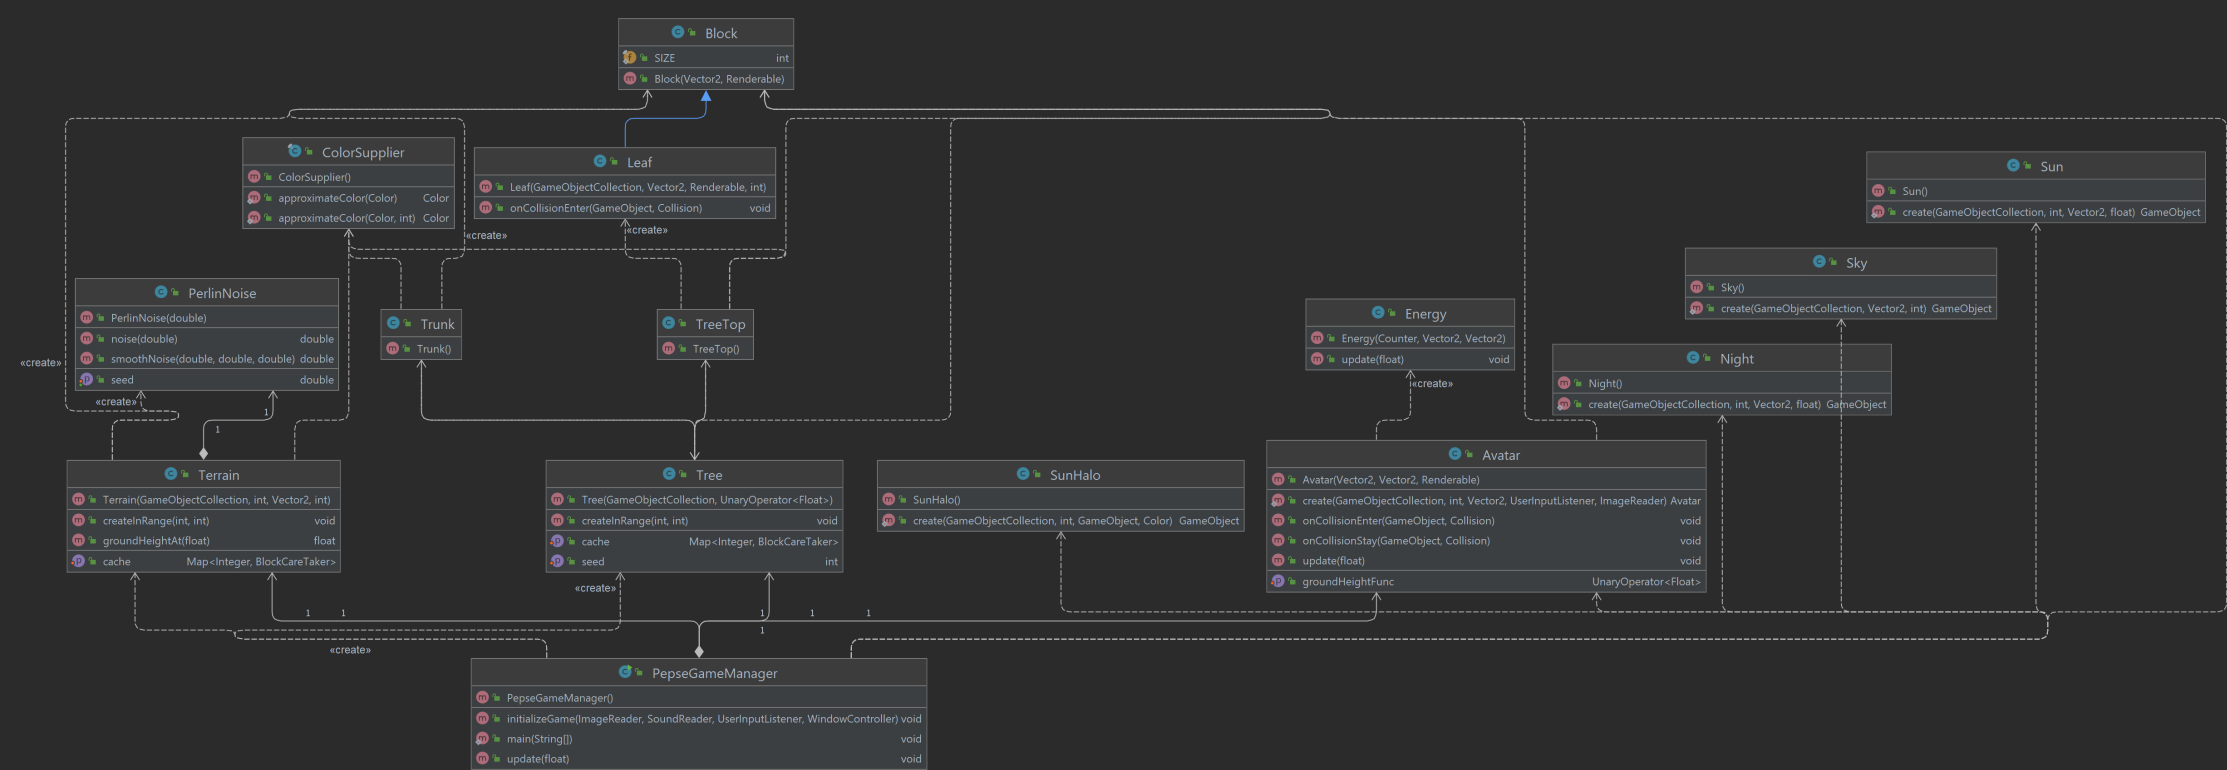 Block
SIZE int
Block(Vector2, Renderable)
ColorSupplier
ColorSupplier()
approximateColor(Color) Color
approximateColor(Color, int) Color
Leaf
Leaf(GameObjectCollection, Vector2, Renderable, int)
onCollisionEnter(GameObject, Collision) void
Sun
Sun()
create(GameObjectCollection, int, Vector2, float) GameObject
«create»
«create»
Sky
Sky()
create(GameObjectCollection, Vector2, int) GameObject
PerlinNoise
PerlinNoise(double)
noise(double) double
smoothNoise(double, double, double) double
seed double
Trunk
Trunk()
TreeTop
TreeTop()
Energy
Energy(Counter, Vector2, Vector2)
update(float) void
Night
Night()
create(GameObjectCollection, int, Vector2, float) GameObject
«create»
«create»
«create»
1
1
Terrain
Terrain(GameObjectCollection, int, Vector2, int)
createInRange(int, int) void
groundHeightAt(float) float
cache Map<Integer, BlockCareTaker>
Tree
Tree(GameObjectCollection, UnaryOperator<Float>)
createInRange(int, int) void
cache Map<Integer, BlockCareTaker>
seed int
SunHalo
SunHalo()
create(GameObjectCollection, int, GameObject, Color) GameObject
Avatar
Avatar(Vector2, Vector2, Renderable)
create(GameObjectCollection, int, Vector2, UserInputListener, ImageReader) Avatar
onCollisionEnter(GameObject, Collision) void
onCollisionStay(GameObject, Collision) void
update(float) void
groundHeightFunc UnaryOperator<Float>
«create»
1 1 1 1 1
1
«create»
PepseGameManager
PepseGameManager()
initializeGame(ImageReader, SoundReader, UserInputListener, WindowController) void
main(String[]) void
update(float) void